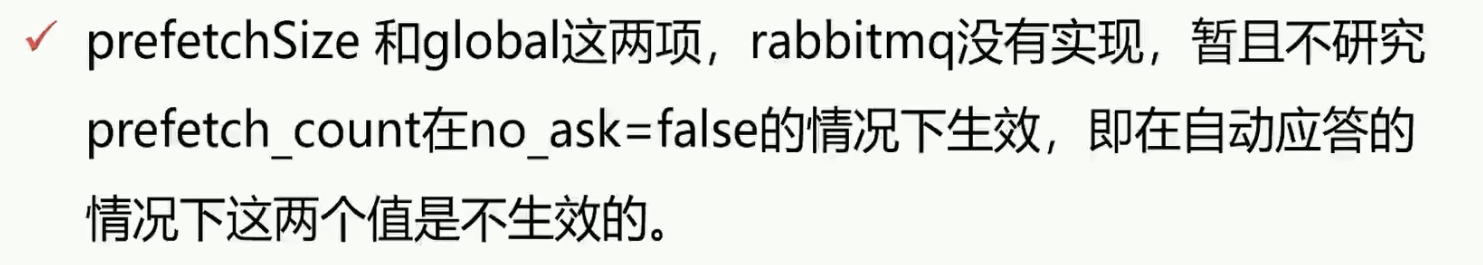 prefetchSize 和global这两项，rabbitmq没有实现，暂且不研究
prefetch_count在no_ask=false的情况下生效，即在自动应答的
情况下这两个值是不生效的。